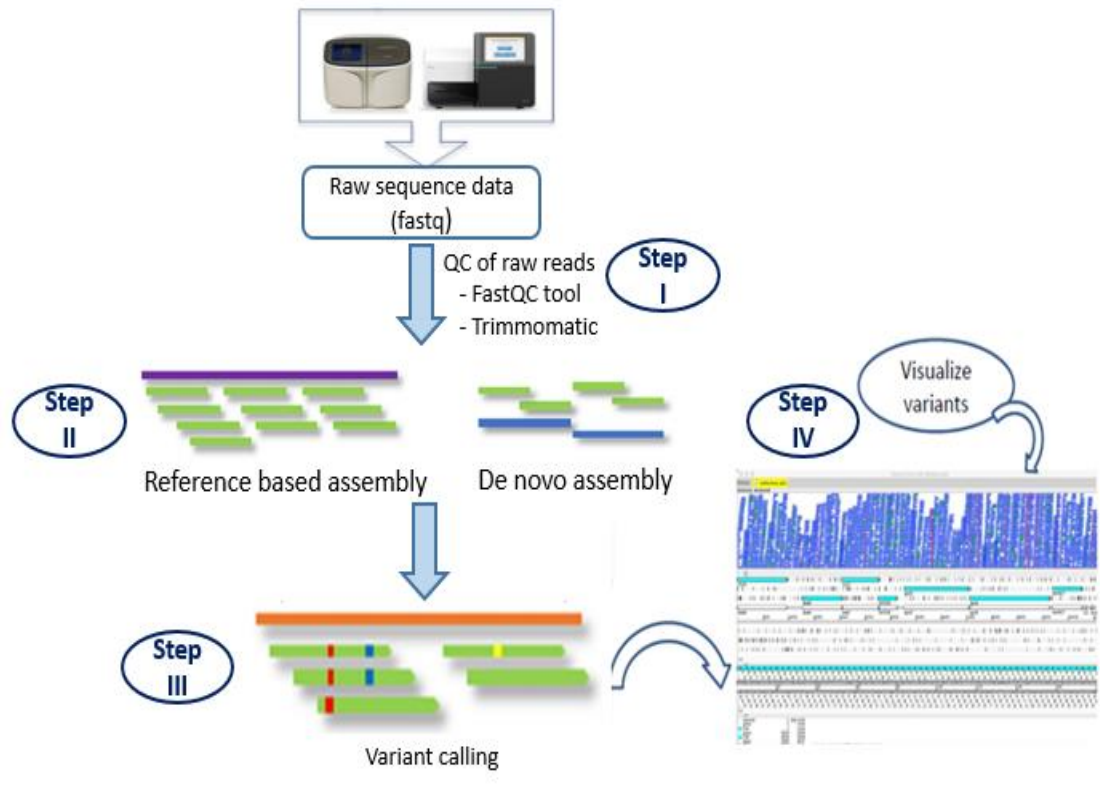 Raw sequence data
(fastq)
QC of raw reads
- FastQC tool
- Trimmomatic
Step
I
Step
II
Reference based assembly
De novo assembly
Step
IV
Visualize
variants
Step
III
Variant calling